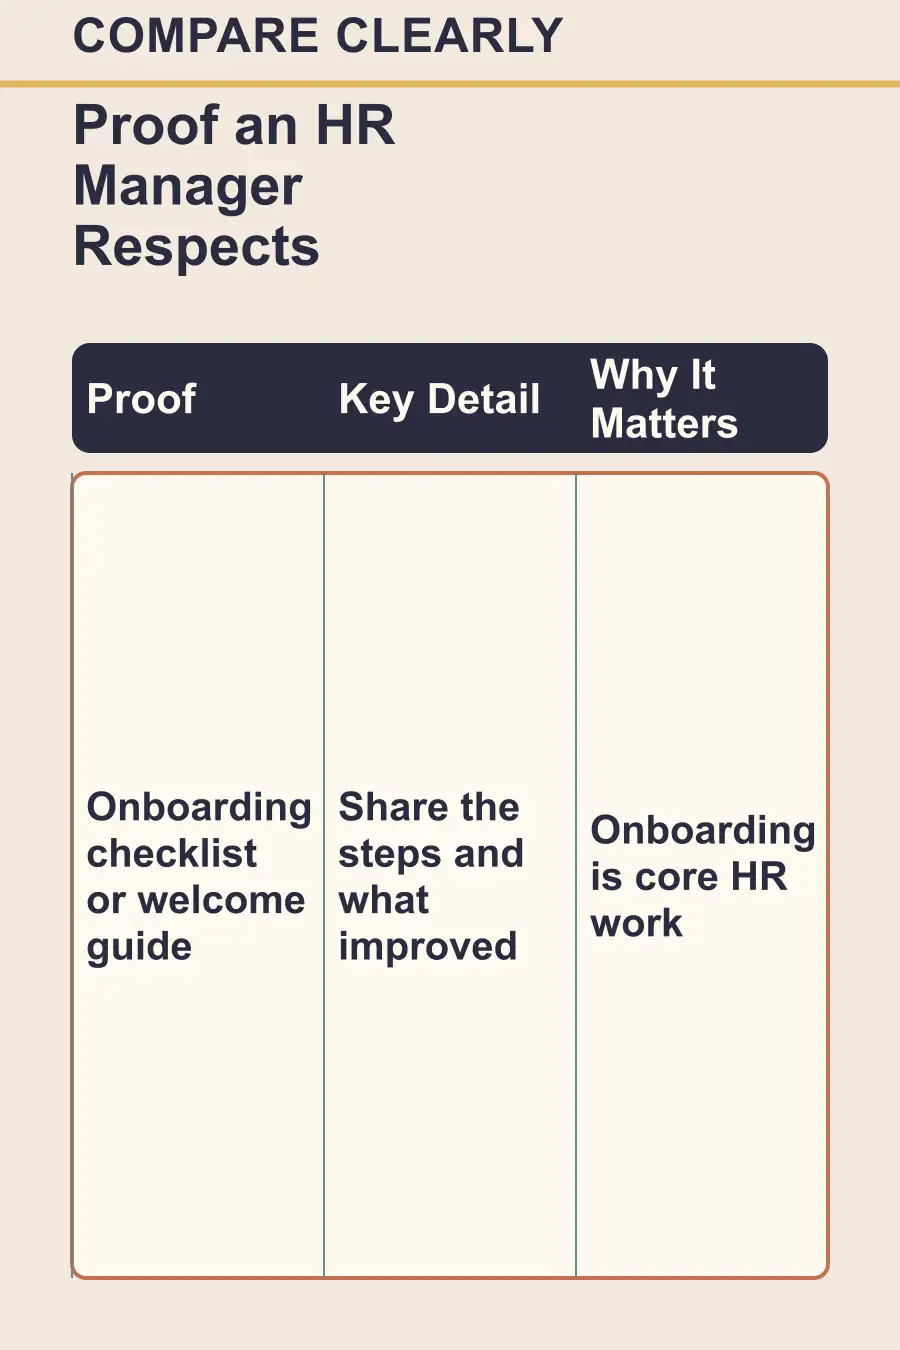 COMPARE CLEARLY
Proof an HR
Manager
Respects
Proof
Key Detail
Why It
Matters
Onboarding
checklist
or welcome
guide
Share the
steps and
what
improved
Onboarding
is core HR
work